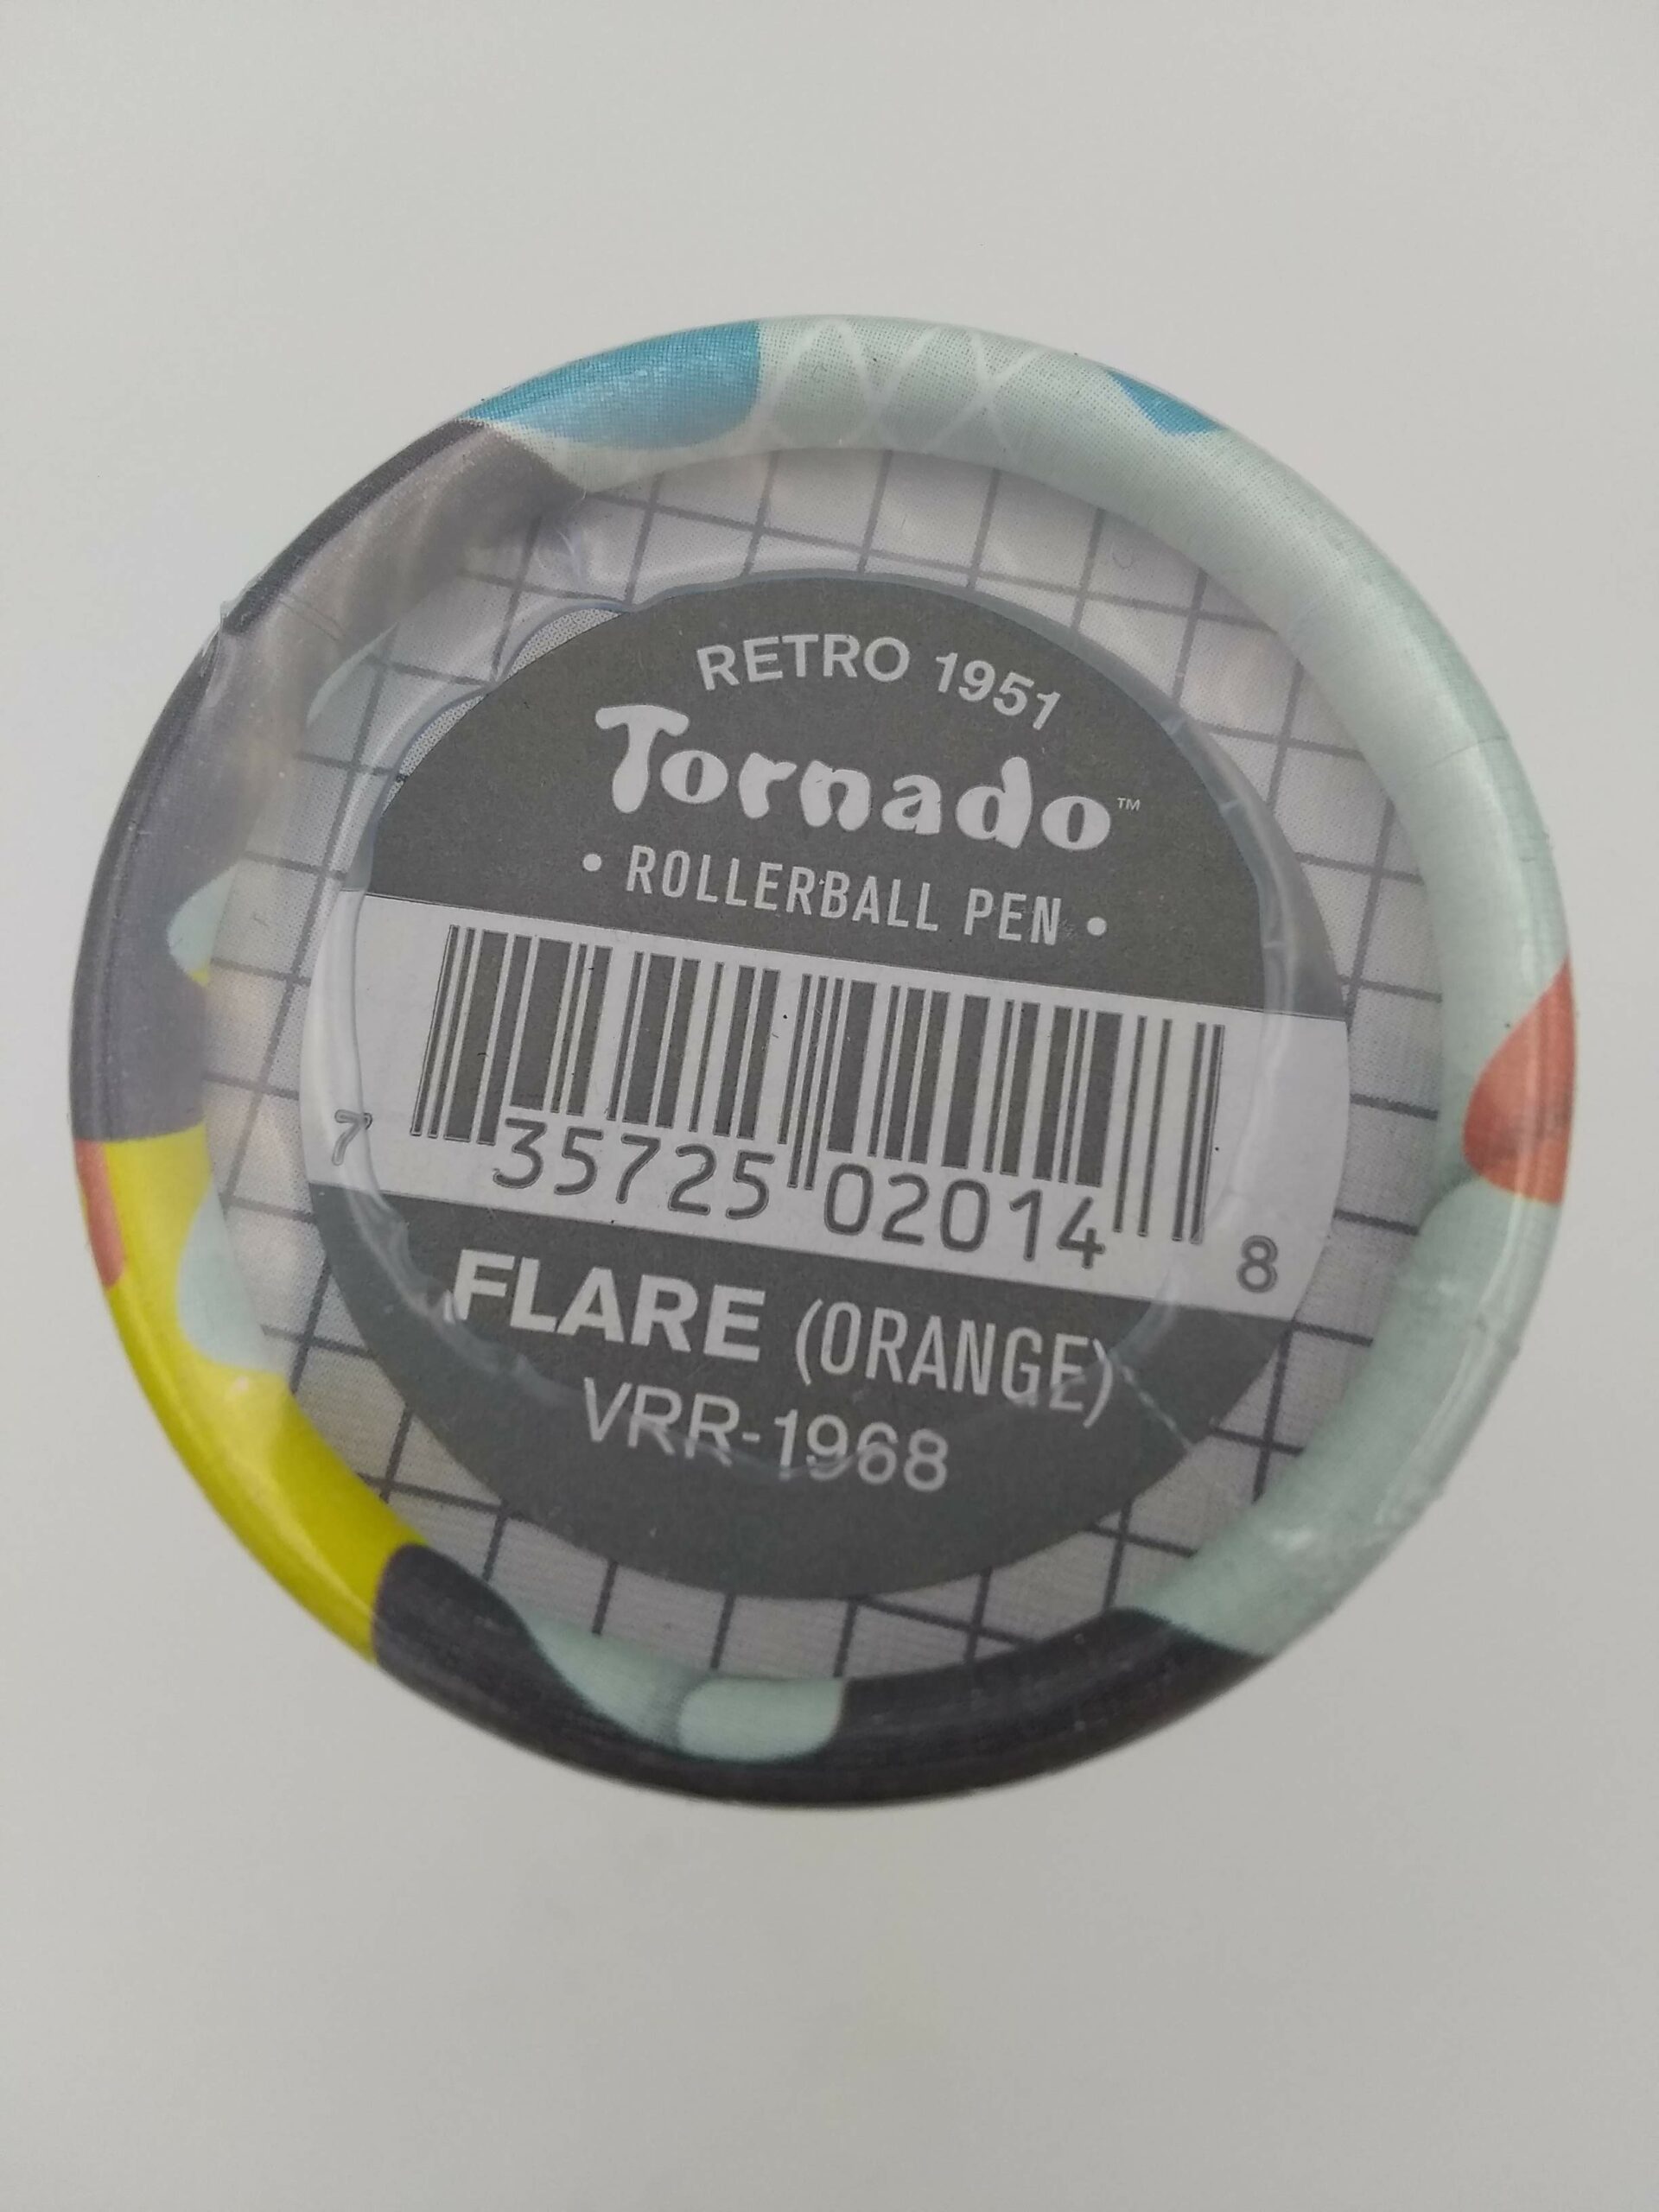 RETRO 1951
Tornado™
• ROLLERBALL PEN •
7 35725 02014 8
FLARE (ORANGE)
VRR-1968